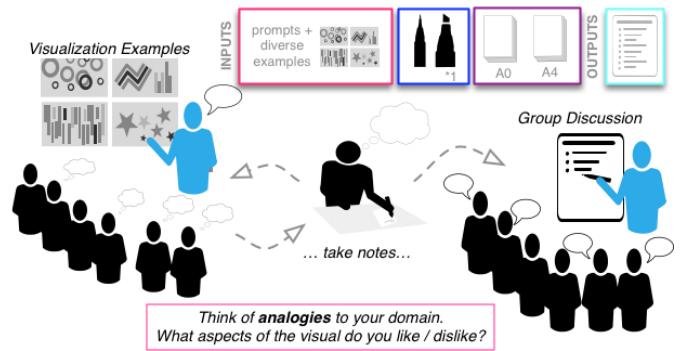 Visualization Examples
INPUTS
prompts +
diverse
examples
*1
A0
A4
OUTPUTS
Group Discussion
... take notes...
Think of analogies to your domain.
What aspects of the visual do you like / dislike?